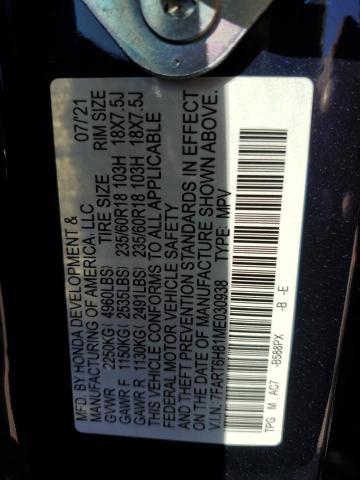 MFD. BY HONDA DEVELOPMENT & 07/'21
MANUFACTURING OF AMERICA, LLC
TIRE SIZE RIM SIZE
GVWR 2250KG( 4960LBS)
GAWR F 1150KG( 2535LBS) 235/60R18 103H 18X7.5J
GAWR R 1130KG( 2491LBS) 235/60R18 103H 18X7.5J
THIS VEHICLE CONFORMS TO ALL APPLICABLE
FEDERAL MOTOR VEHICLE SAFETY
AND THEFT PREVENTION STANDARDS IN EFFECT
ON THE DATE OF MANUFACTURE SHOWN ABOVE.
V.I.N.: 7FART6H81ME030938 TYPE: MPV
TPG M AC7 -B588PX -B -E